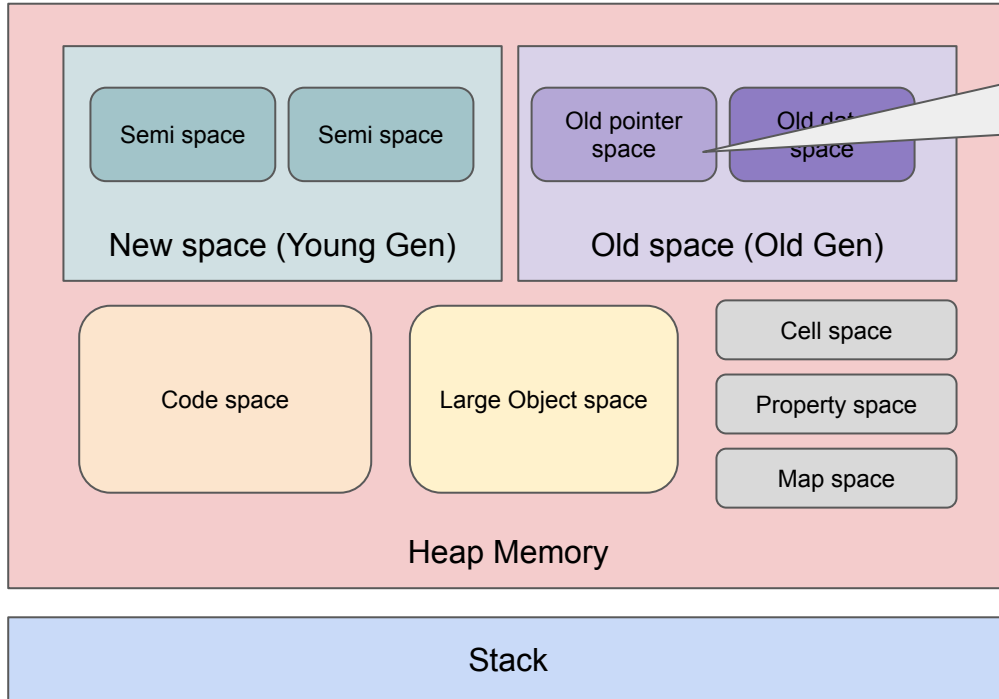 Semi space
Semi space
Old pointer
space
Old
space
New space (Young Gen)
Old space (Old Gen)
Code space
Large Object space
Cell space
Property space
Map space
Heap Memory
Stack